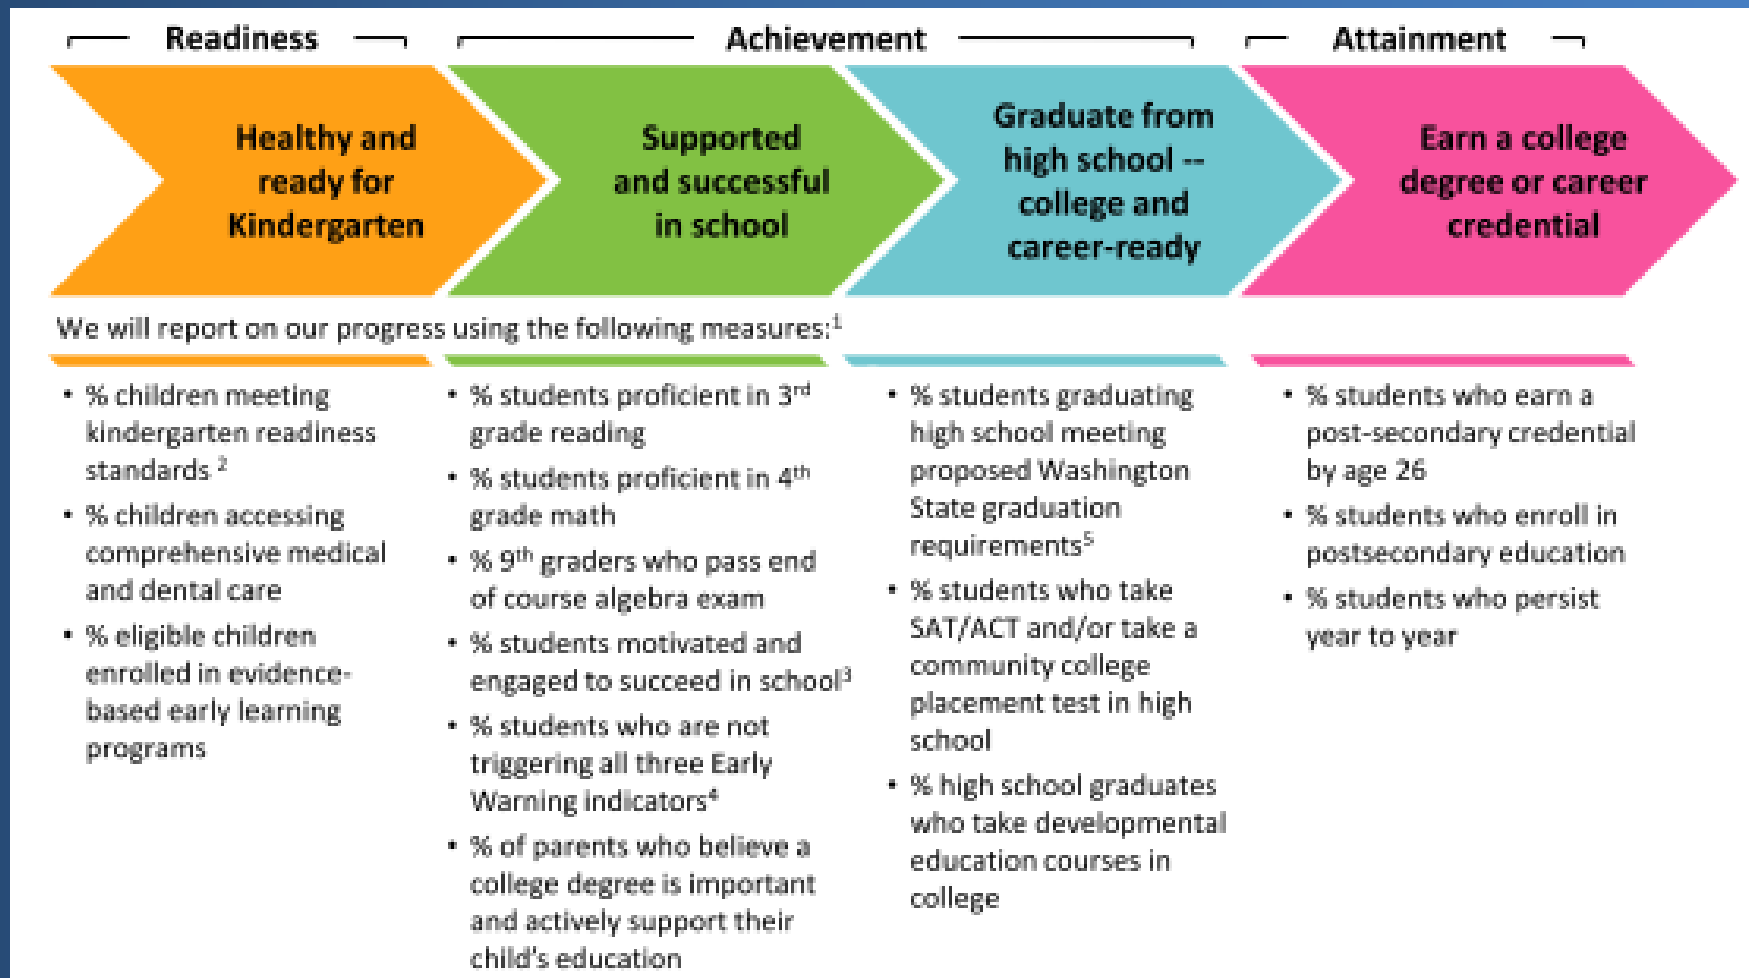 Readiness
Achievement
Attainment
Healthy and
ready for
Kindergarten
Supported
and successful
in school
Graduate from
high school --
college and
career-ready
Earn a college
degree or career
credential
We will report on our progress using the following measures:¹
• % children meeting
kindergarten readiness
standards ²
• % children accessing
comprehensive medical
and dental care
• % eligible children
enrolled in evidence-
based early learning
programs
• % students proficient in 3rd
grade reading
• % students proficient in 4th
grade math
• % 9th graders who pass end
of course algebra exam
• % students motivated and
engaged to succeed in school³
• % students who are not
triggering all three Early
Warning indicators⁴
• % of parents who believe a
college degree is important
and actively support their
child's education
• % students graduating
high school meeting
proposed Washington
State graduation
requirements⁵
• % students who take
SAT/ACT and/or take a
community college
placement test in high
school
• % high school graduates
who take developmental
education courses in
college
• % students who earn a
post-secondary credential
by age 26
• % students who enroll in
postsecondary education
• % students who persist
year to year